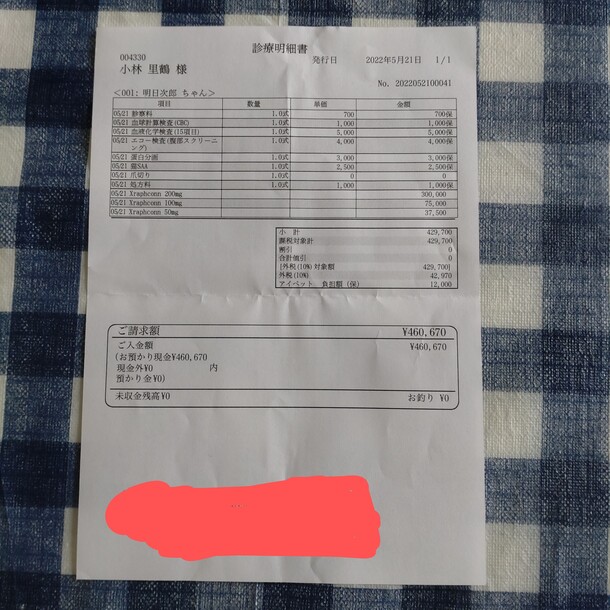 診療明細書
004330
発行日 2022年5月21日 1/1
小林 里鶴 様
No. 2022052100041
<001: 明日次郎 ちゃん>
項目 数量 単価 金額
05/21 診察料 1.0式 700 700保
05/21 血球計算検査(CBC) 1.0式 1,000 1,000保
05/21 血液化学検査(15項目) 1.0式 5,000 5,000保
05/21 エコー検査(腹部スクリーニ
ング) 1.0式 4,000 4,000保
05/21 蛋白分画 1.0式 3,000 3,000保
05/21 猫SAA 1.0式 2,500 2,500保
05/21 爪切り 1.0式 0 0
05/21 処方料 1.0式 1,000 1,000保
05/21 Xraphconn 200mg 300,000
05/21 Xraphconn 100mg 75,000
05/21 Xraphconn 50mg 37,500
小 計 429,700
課税対象計 429,700
割引 0
合計値引 0
[外税(10%)対象額 429,700]
外税(10%) 42,970
アイペット 負担額(保) 12,000
ご請求額 ¥460,670
ご入金額 ¥460,670
(お預かり現金¥460,670
現金外¥0 内
預かり金¥0)
未収金残高¥0 お釣り ¥0